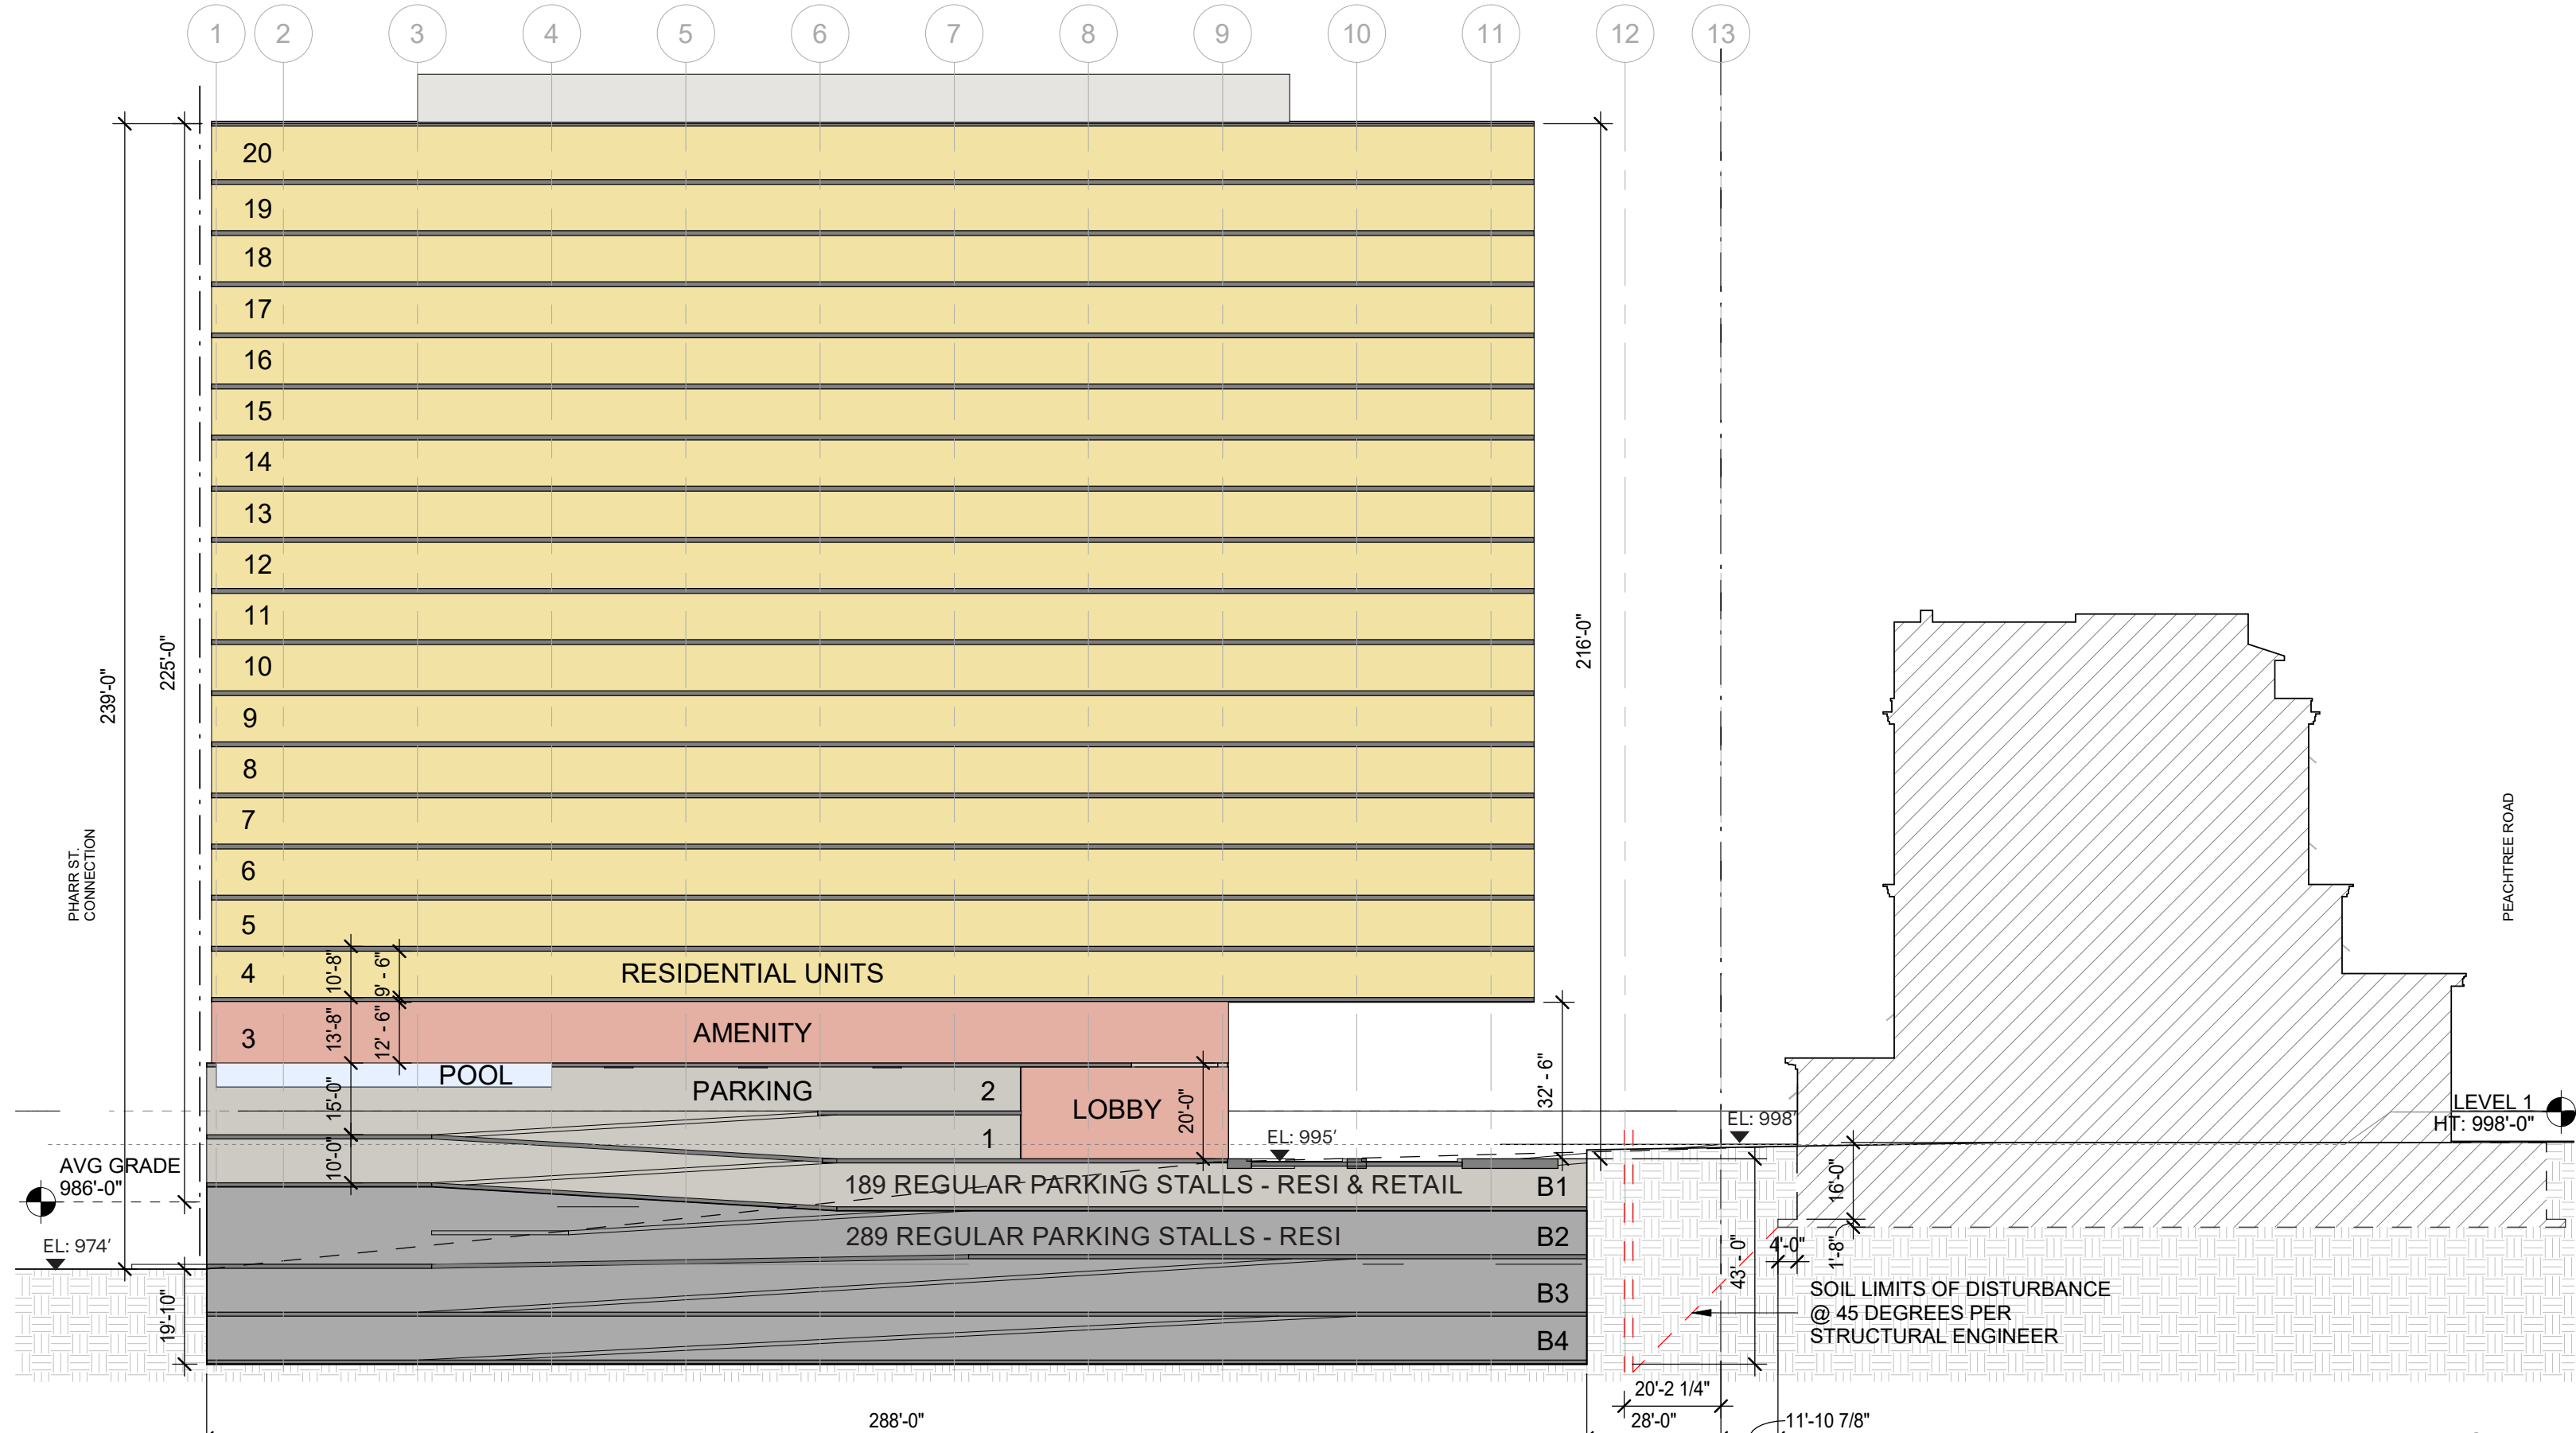 1 2 3 4 5 6 7 8 9 10 11 12 13
20
19
18
17
16
15
14
13
12
11
10
9
8
7
6
5
4 RESIDENTIAL UNITS
3 AMENITY
POOL
PARKING 2
LOBBY
1
189 REGULAR PARKING STALLS - RESI & RETAIL B1
289 REGULAR PARKING STALLS - RESI B2
B3
B4
239'-0"
225'-0"
216'-0"
PHARR ST.
CONNECTION
PEACHTREE ROAD
10'-8"
9' - 6"
13'-8"
12' - 6"
15'-0"
10'-0"
20'-0"
32' - 6"
AVG GRADE
986'-0"
EL: 974'
19'-10"
EL: 995'
EL: 998'
LEVEL 1
HT: 998'-0"
16'-0"
1'-8"
4'-0"
43' - 0"
SOIL LIMITS OF DISTURBANCE
@ 45 DEGREES PER
STRUCTURAL ENGINEER
20'-2 1/4"
288'-0"
28'-0"
11'-10 7/8"